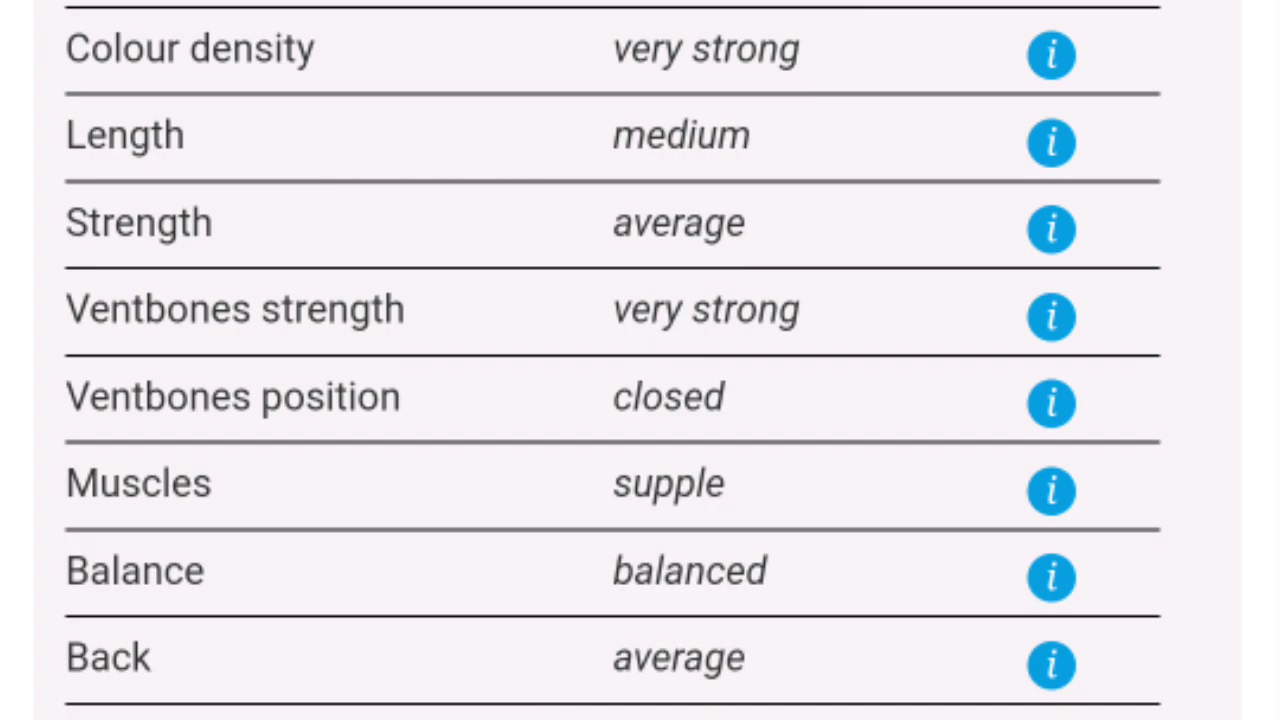 Colour density very strong i
Length medium i
Strength average i
Ventbones strength very strong i
Ventbones position closed i
Muscles supple i
Balance balanced i
Back average i